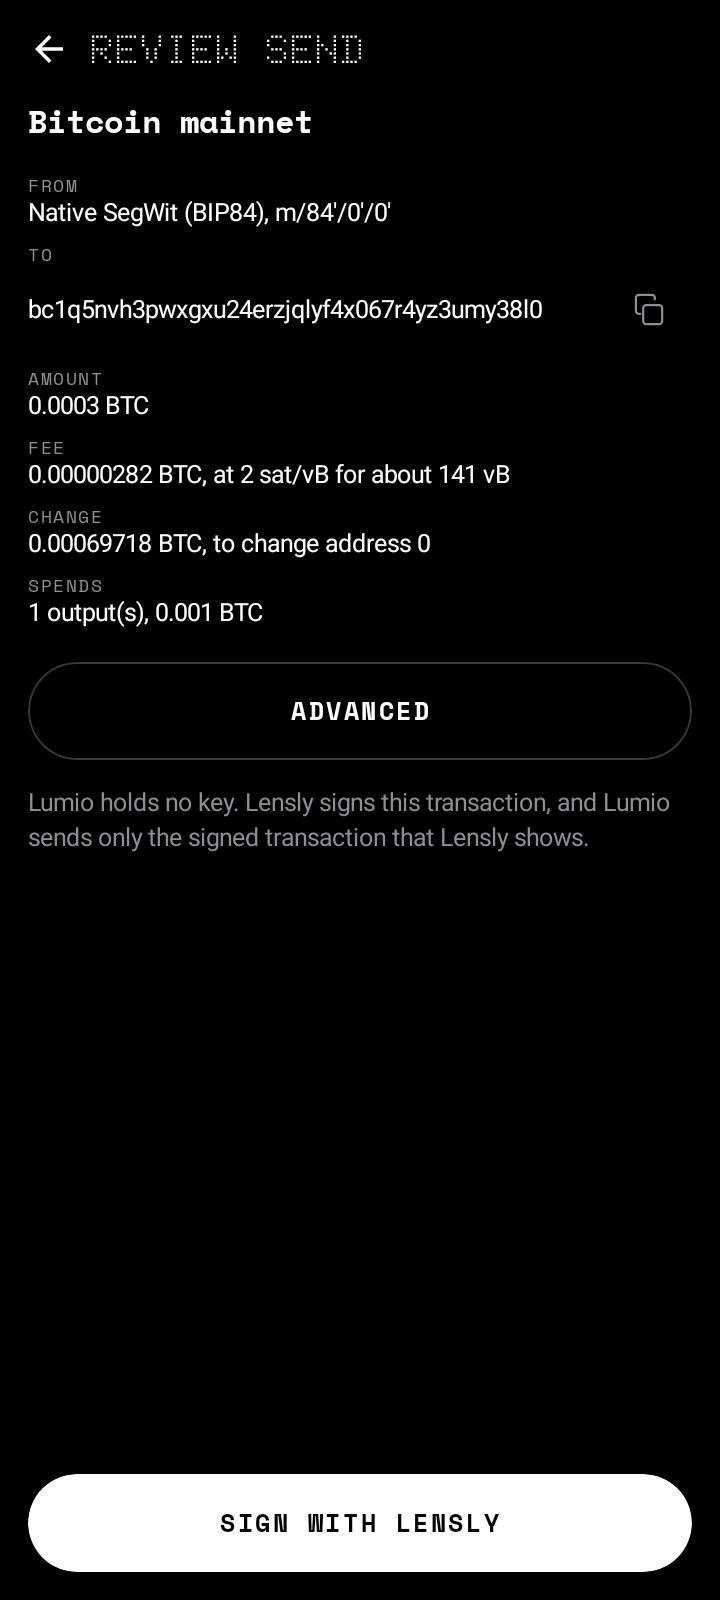 REVIEW SEND
Bitcoin mainnet
FROM
Native SegWit (BIP84), m/84'/0'/0'
TO
bc1q5nvh3pwxgxu24erzjqlyf4x067r4yz3umy38l0
AMOUNT
0.0003 BTC
FEE
0.00000282 BTC, at 2 sat/vB for about 141 vB
CHANGE
0.00069718 BTC, to change address 0
SPENDS
1 output(s), 0.001 BTC
ADVANCED
Lumio holds no key. Lensly signs this transaction, and Lumio
sends only the signed transaction that Lensly shows.
SIGN WITH LENSLY